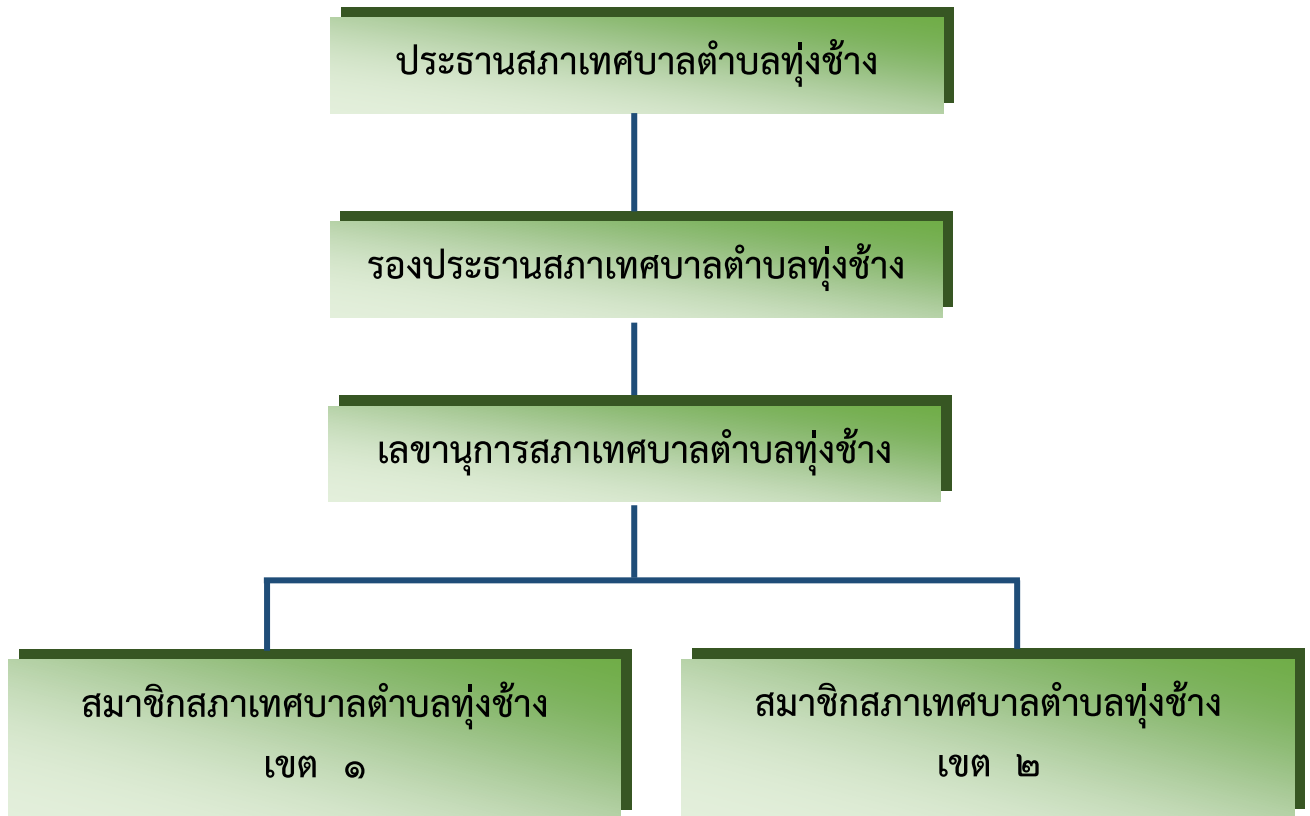 ประธานสภาเทศบาลตำบลทุ่งช้าง
รองประธานสภาเทศบาลตำบลทุ่งช้าง
เลขานุการสภาเทศบาลตำบลทุ่งช้าง
สมาชิกสภาเทศบาลตำบลทุ่งช้าง
เขต ๑
สมาชิกสภาเทศบาลตำบลทุ่งช้าง
เขต ๒